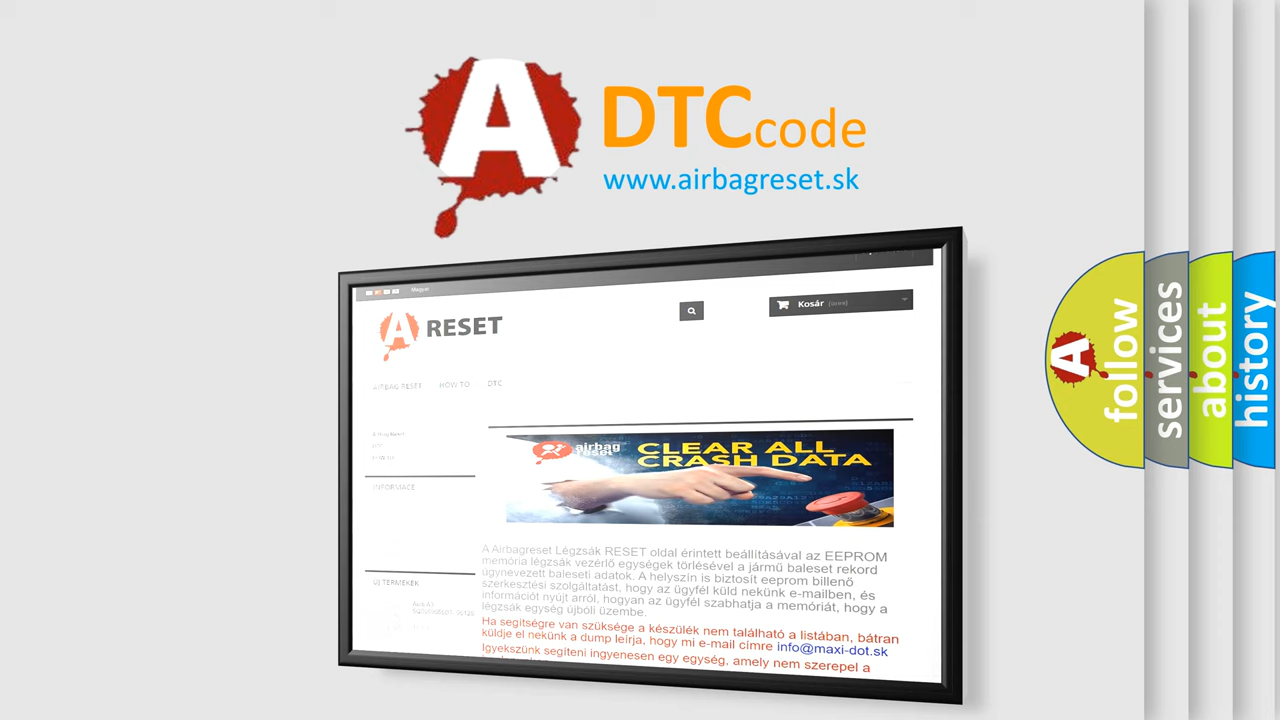 A
DTCcode
www.airbagreset.sk
Magyar
A RESET
Kosár (üres)
AIRBAG RESET HOW TO DTC
INFORMACE
airbag
reset
CLEAR ALL
CRASH DATA
A Airbagreset Légzsák RESET oldal érintett beállításával az EEPROM
memória légzsák vezérlő egységek törlésével a jármű baleset rekord
úgynevezett baleseti adatok. A helyszín is biztosít eeprom billenő
szerkesztési szolgáltatást, hogy az ügyfél küld nekünk e-mailben, és
információt nyújt arról, hogyan az ügyfél szabhatja a memóriát, hogy a
légzsák egység újbóli üzembe.
Ha segítségre van szüksége a készülék nem található a listában, bátran
küldje el nekünk a dump leírja, hogy mi e-mail címre info@maxi-dot.sk
Igyekszünk segíteni ingyenesen egy egység, amely nem szerepel a
ÚJ TERMÉKEK
A
follow
services
about
history